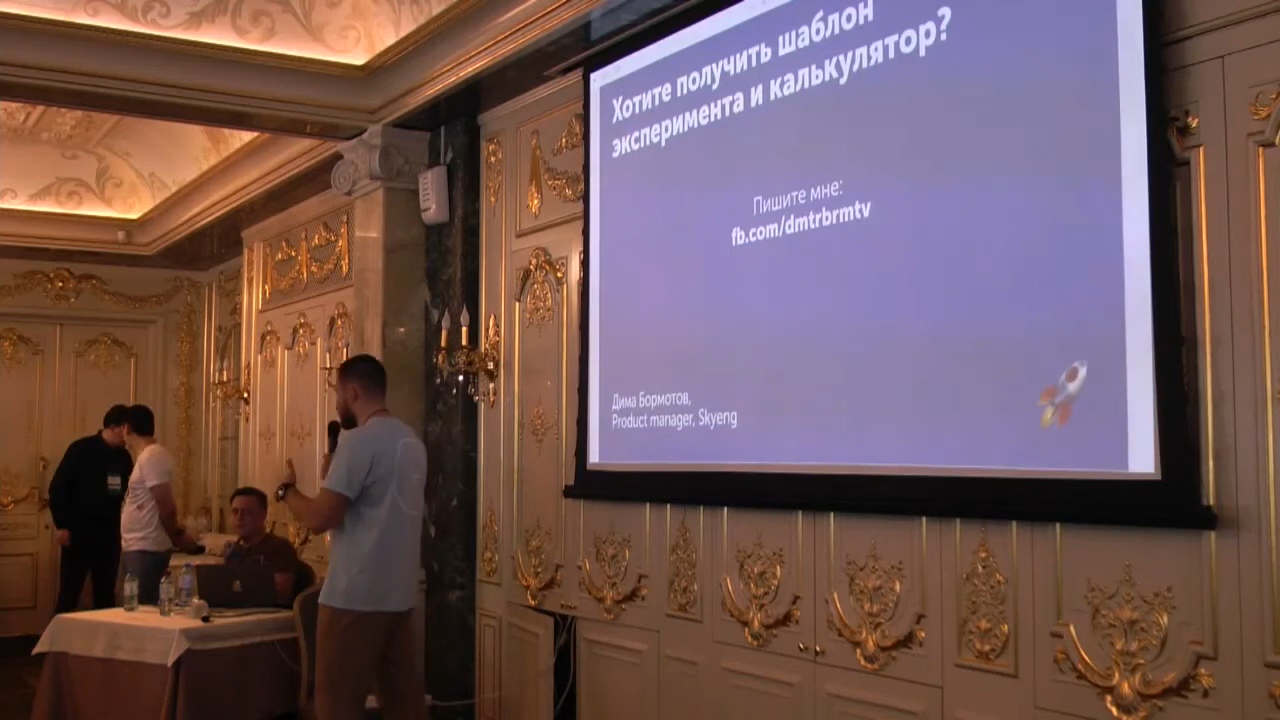 Хотите получить шаблон
эксперимента и калькулятор?
Пишите мне:
fb.com/dmtrbrmtv
Дима Бормотов,
Product manager, Skyeng